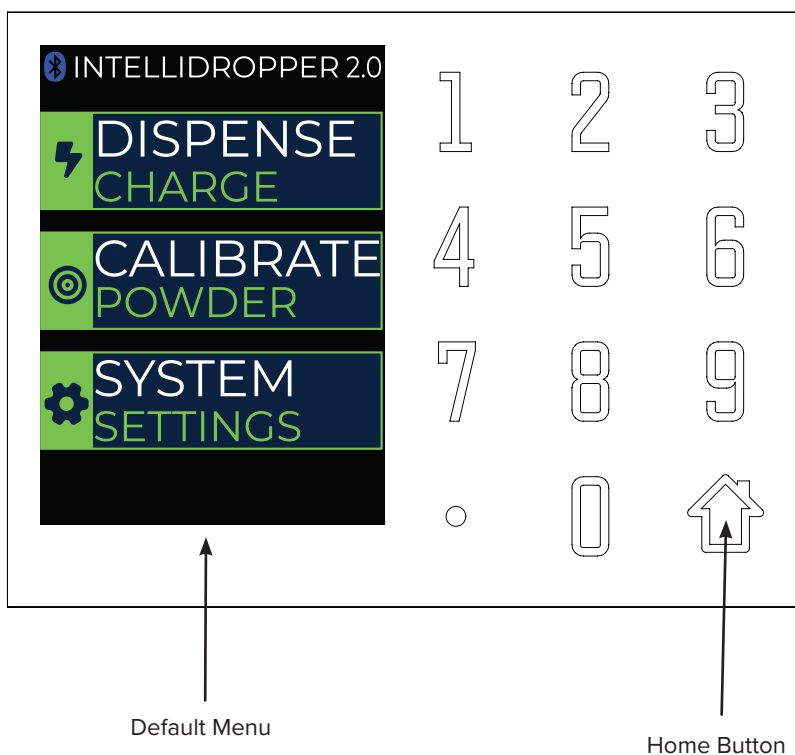 INTELLIDROPPER 2.0
DISPENSE
CHARGE
CALIBRATE
POWDER
SYSTEM
SETTINGS
1 2 3
4 5 6
7 8 9
. 0
Default Menu
Home Button